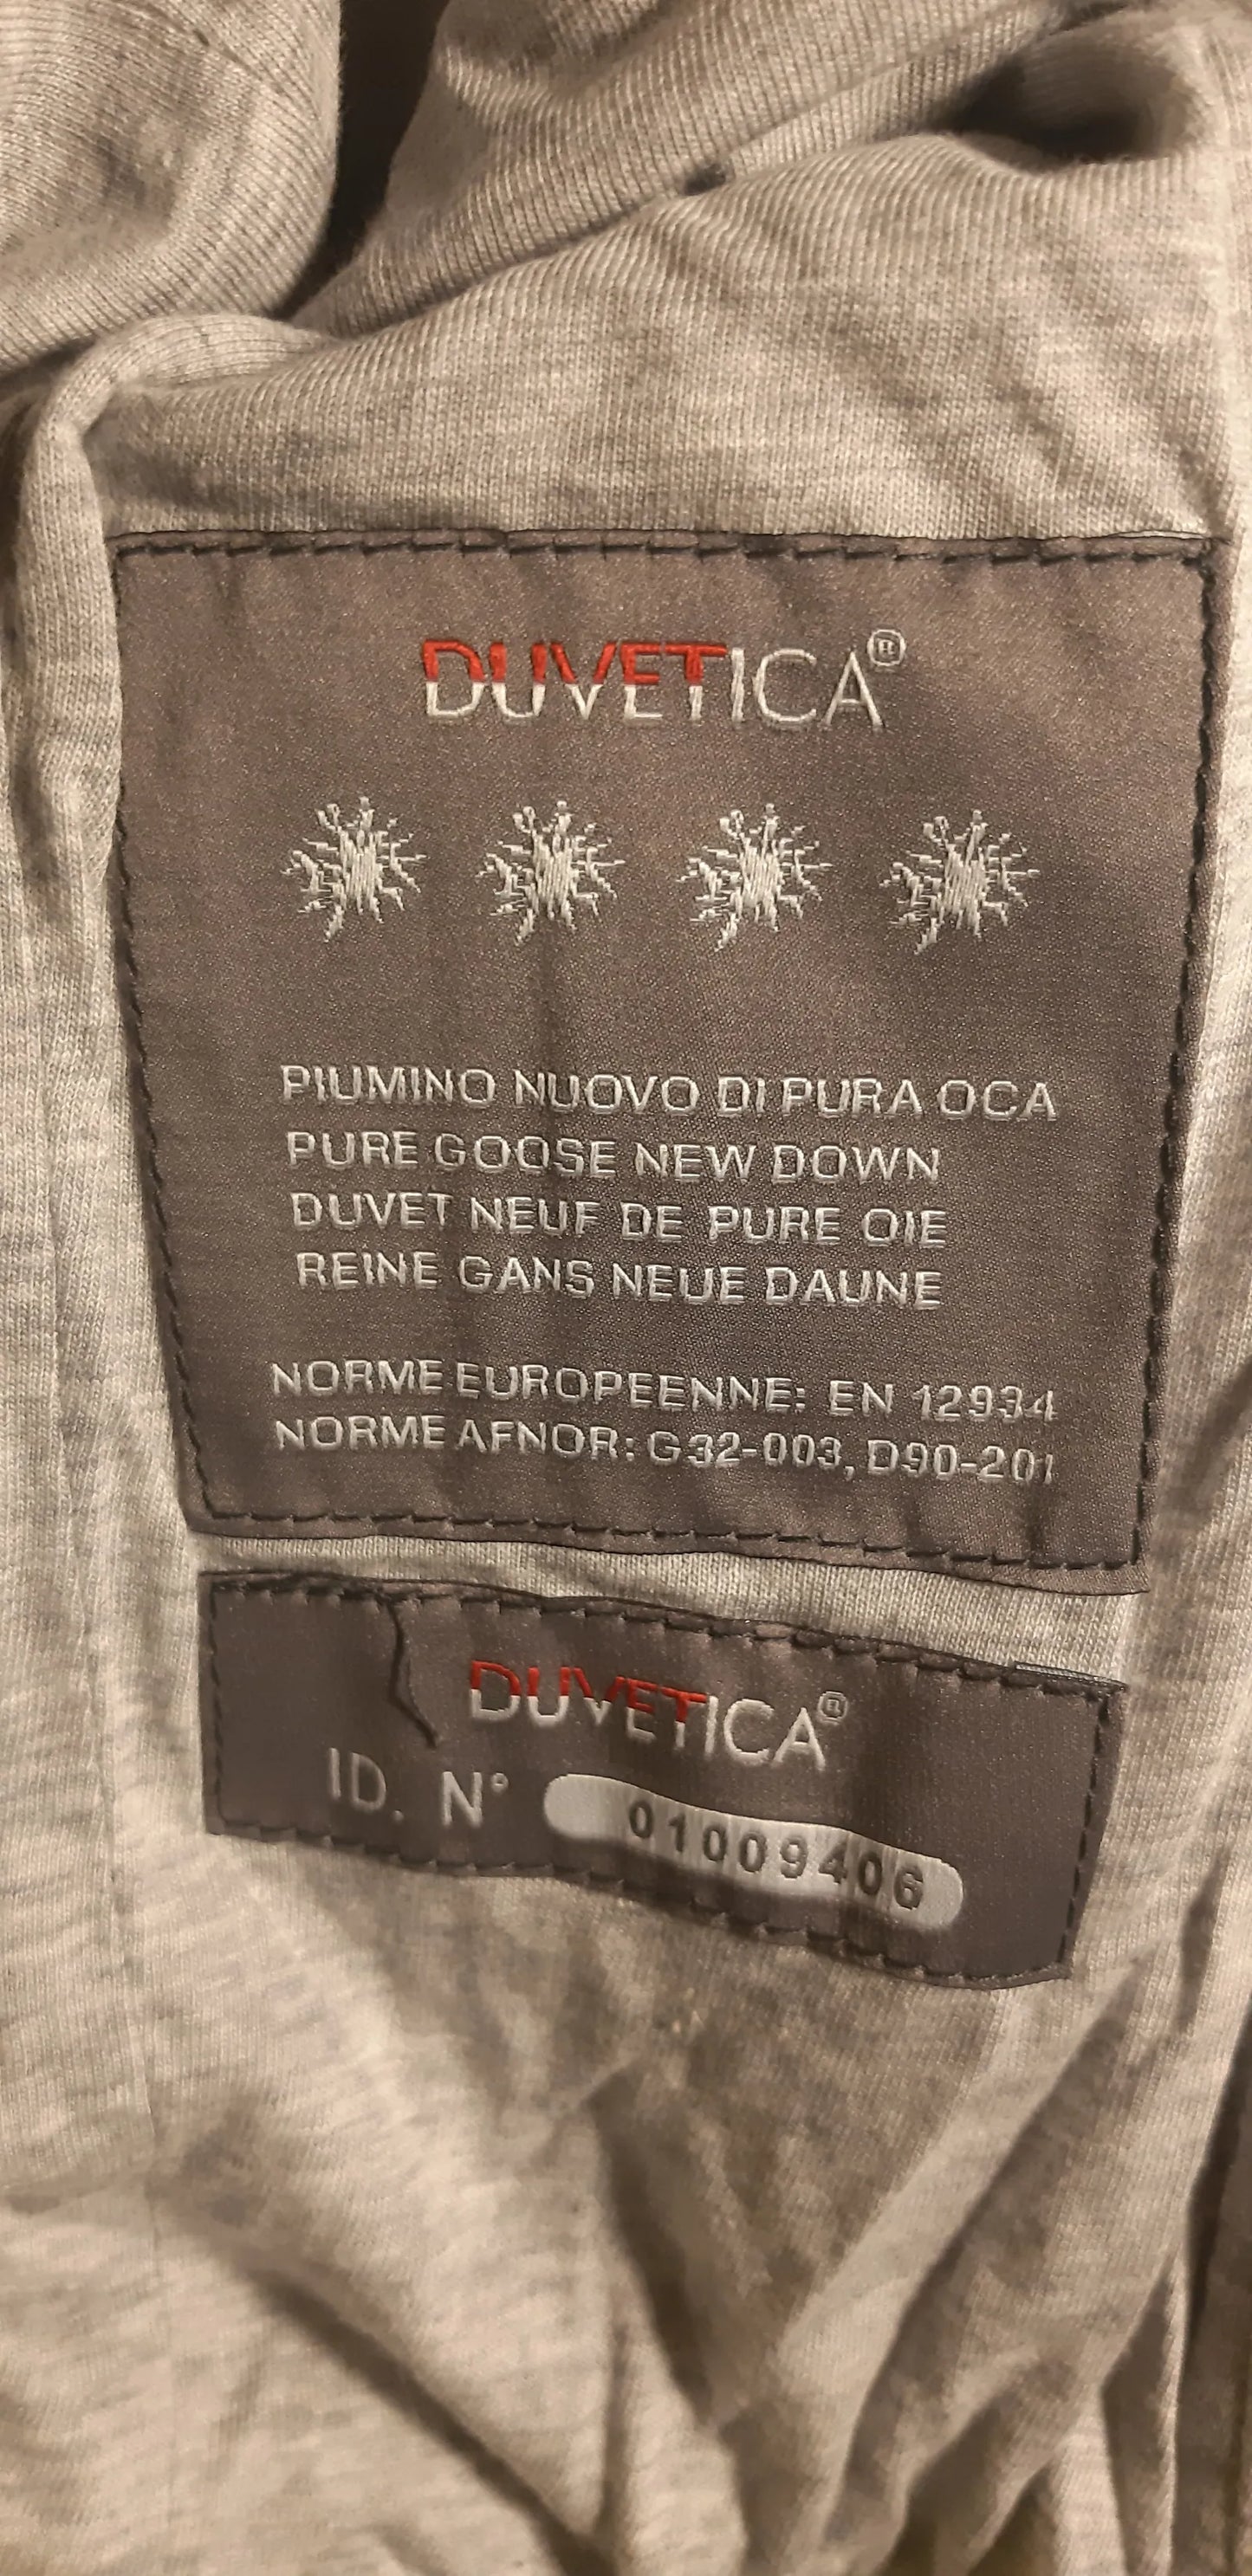 DUVETICA®
PIUMINO NUOVO DI PURA OCA
PURE GOOSE NEW DOWN
DUVET NEUF DE PURE OIE
REINE GANS NEUE DAUNE
NORME EUROPEENNE: EN 12934
NORME AFNOR: G32-003, D90-201
DUVETICA®
ID. N° 01009406